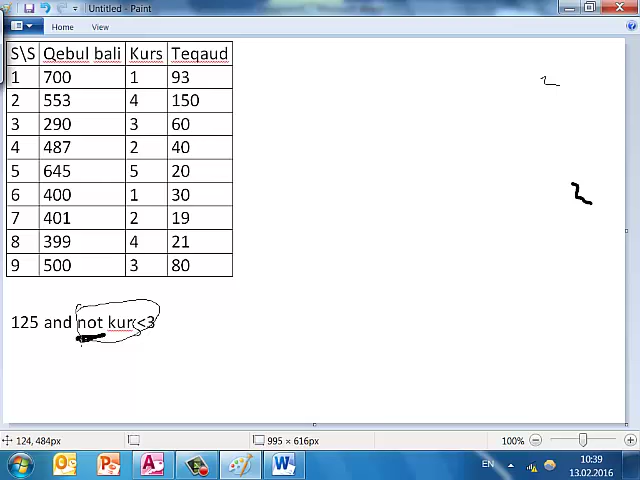 Untitled - Paint
Home View
S\S Qebul bali Kurs Teqaud
1 700 1 93
2 553 4 150
3 290 3 60
4 487 2 40
5 645 5 20
6 400 1 30
7 401 2 19
8 399 4 21
9 500 3 80
125 and not kur<3
124, 484px 995 × 616px 100%
EN 10:39
13.02.2016